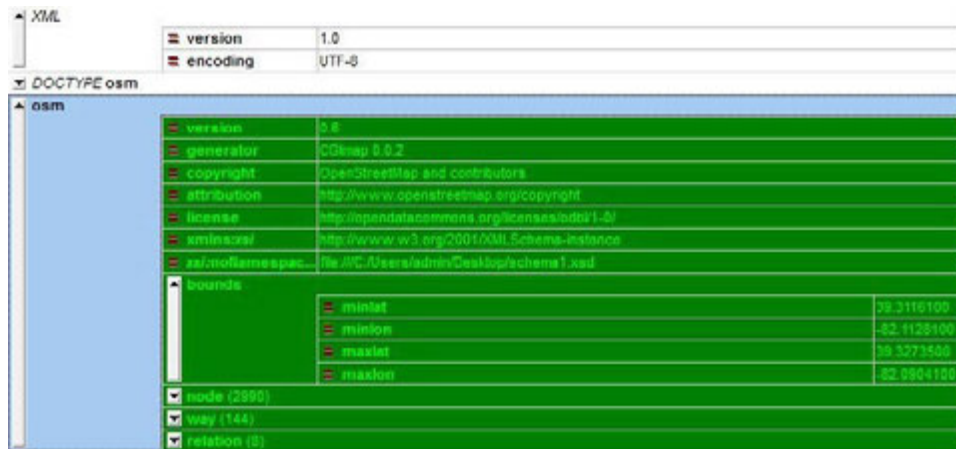 XML
= version 1.0
= encoding UTF-8
DOCTYPE osm
osm
= version 0.6
= generator CGImap 0.0.2
= copyright OpenStreetMap and contributors
= attribution http://www.openstreetmap.org/copyright
= license http://opendatacommons.org/licenses/odbl/1-0/
= xmlns:xsi http://www.w3.org/2001/XMLSchema-instance
= xsi:noNamespac... file:///C:/Users/admin/Desktop/schema1.xsd
bounds
= minlat 39.3116100
= minlon -82.1128100
= maxlat 39.3273500
= maxlon -82.0904100
node (2990)
way (144)
relation (8)